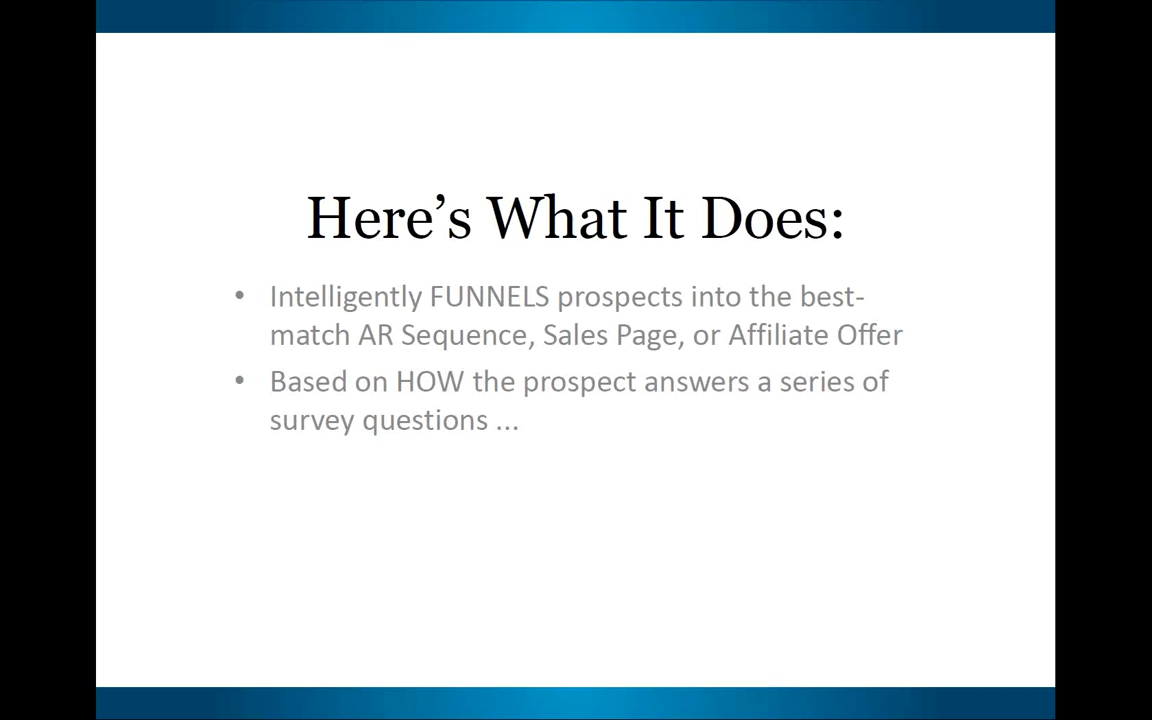 Here’s What It Does:
• Intelligently FUNNELS prospects into the best-
match AR Sequence, Sales Page, or Affiliate Offer
• Based on HOW the prospect answers a series of
survey questions ...